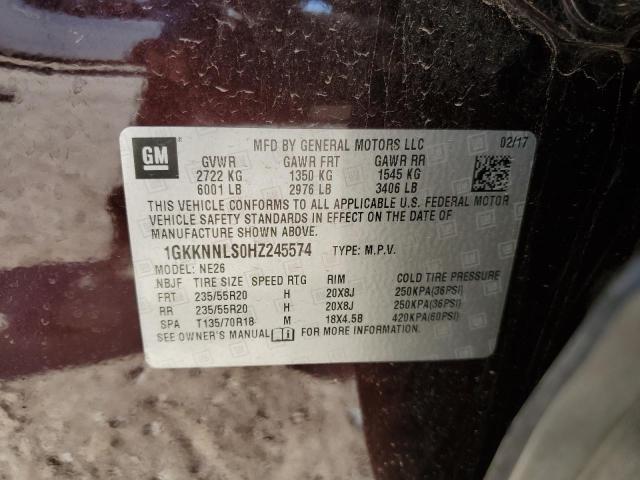 GM
MFD BY GENERAL MOTORS LLC 02/17
GVWR GAWR FRT GAWR RR
2722 KG 1350 KG 1545 KG
6001 LB 2976 LB 3406 LB
THIS VEHICLE CONFORMS TO ALL APPLICABLE U.S. FEDERAL MOTOR
VEHICLE SAFETY STANDARDS IN EFFECT ON THE DATE OF
MANUFACTURE SHOWN ABOVE.
1GKKNNLS0HZ245574 TYPE: M.P.V.
MODEL: NE26
NBJF TIRE SIZE SPEED RTG RIM COLD TIRE PRESSURE
FRT 235/55R20 H 20X8J 250KPA(36PSI)
RR 235/55R20 H 20X8J 250KPA(36PSI)
SPA T135/70R18 M 18X4.5B 420KPA(60PSI)
SEE OWNER'S MANUAL FOR MORE INFORMATION.